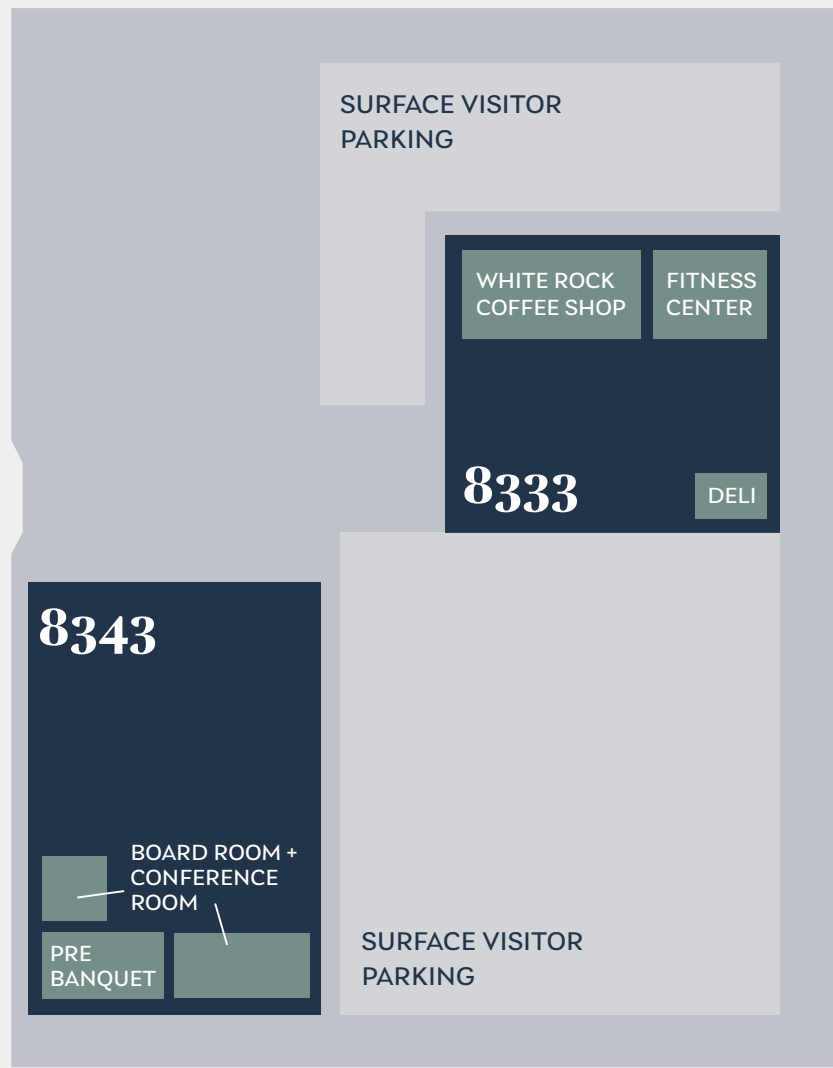 SURFACE VISITOR
PARKING
WHITE ROCK
COFFEE SHOP
FITNESS
CENTER
8333
DELI
8343
BOARD ROOM +
CONFERENCE
ROOM
PRE
BANQUET
SURFACE VISITOR
PARKING